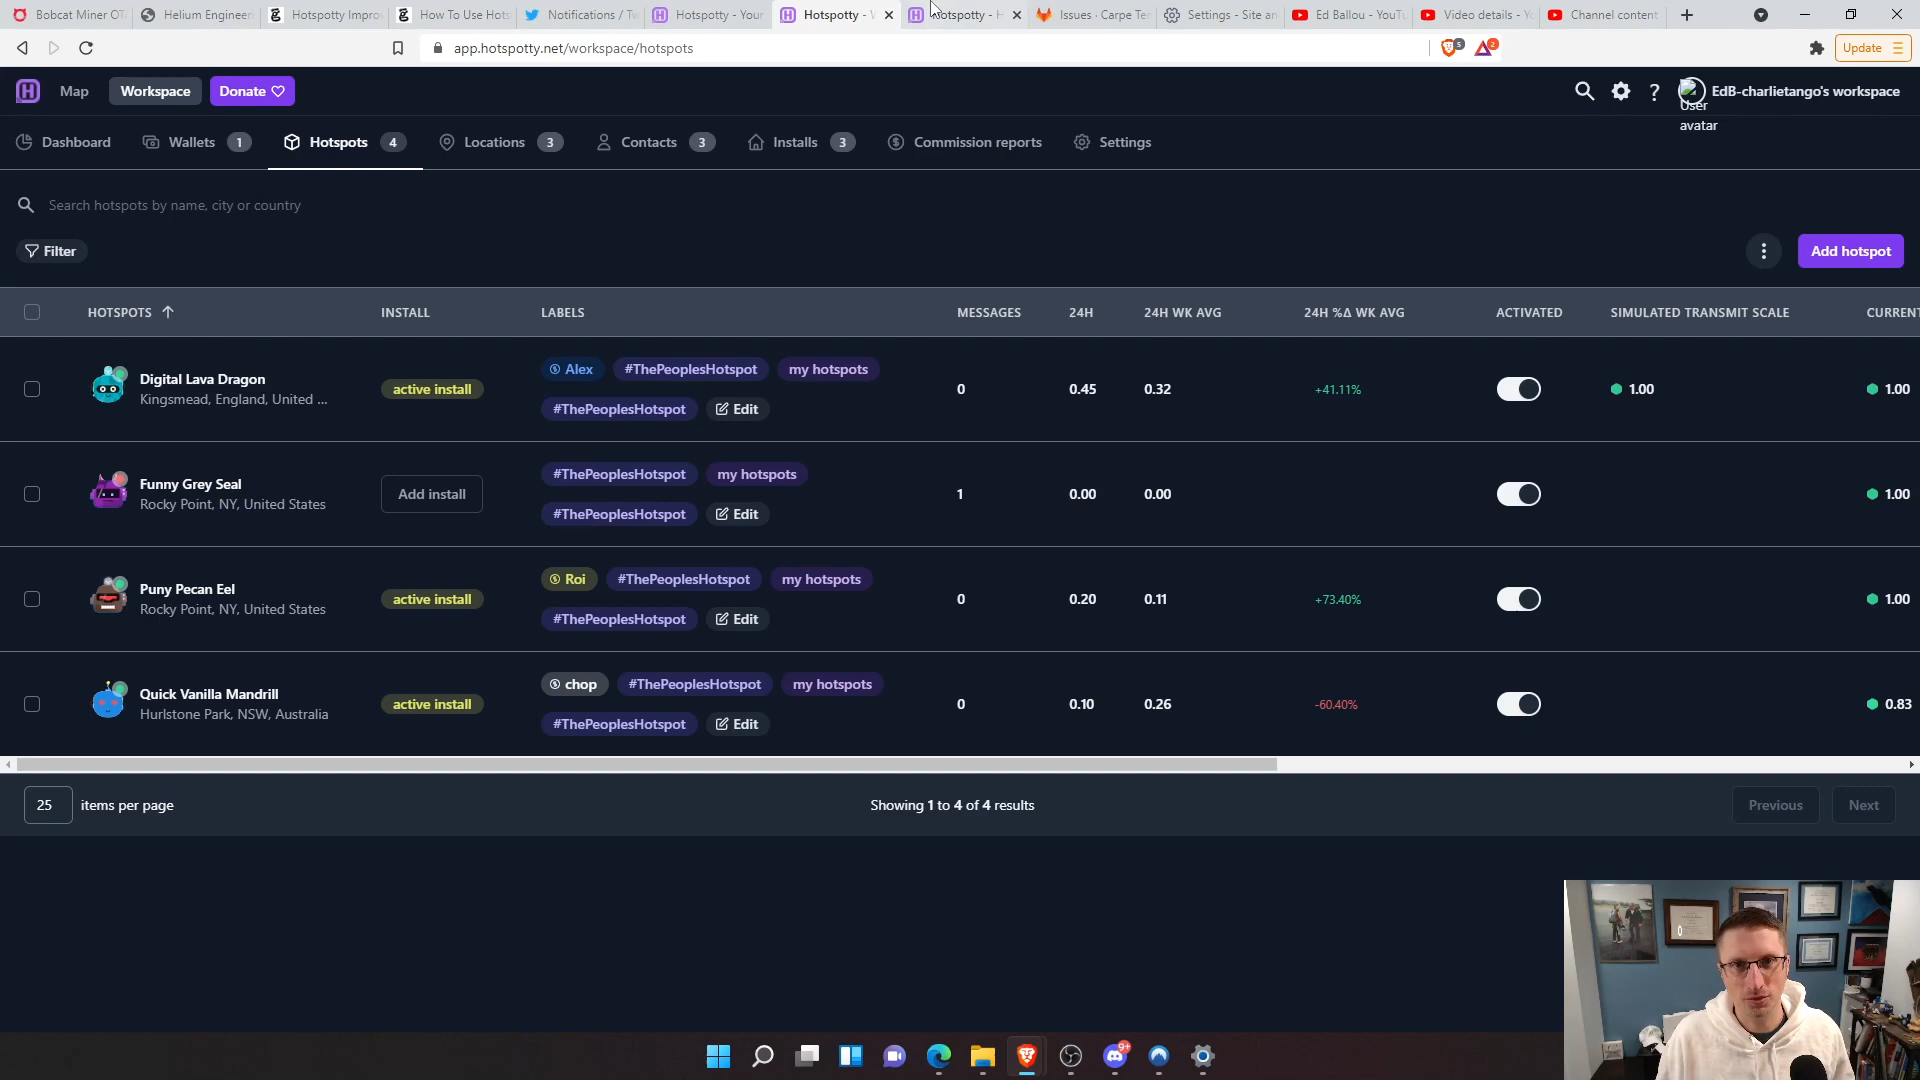 Bobcat Miner OTA
Helium Engineer
Hotspotty Impro
How To Use Hots
Notifications / Tw
Hotspotty - Your
Hotspotty - W
Hotspotty - H
Issues · Carpe Te
Settings - Site an
Ed Ballou - YouTu
Video details - Yo
Channel content
app.hotspotty.net/workspace/hotspots
5
2
Update
Map
Workspace
Donate
?
User avatar
EdB-charlietango's workspace
Dashboard
Wallets 1
Hotspots 4
Locations 3
Contacts 3
Installs 3
Commission reports
Settings
Search hotspots by name, city or country
Filter
Add hotspot
HOTSPOTS INSTALL LABELS MESSAGES 24H 24H WK AVG 24H %Δ WK AVG ACTIVATED SIMULATED TRANSMIT SCALE CURRENT
Digital Lava Dragon
Kingsmead, England, United ...
active install
Alex #ThePeoplesHotspot my hotspots
#ThePeoplesHotspot Edit
0 0.45 0.32 +41.11% 1.00 1.00
Funny Grey Seal
Rocky Point, NY, United States
Add install
#ThePeoplesHotspot my hotspots
#ThePeoplesHotspot Edit
1 0.00 0.00 1.00
Puny Pecan Eel
Rocky Point, NY, United States
active install
Roi #ThePeoplesHotspot my hotspots
#ThePeoplesHotspot Edit
0 0.20 0.11 +73.40% 1.00
Quick Vanilla Mandrill
Hurlstone Park, NSW, Australia
active install
chop #ThePeoplesHotspot my hotspots
#ThePeoplesHotspot Edit
0 0.10 0.26 -60.40% 0.83
25 items per page
Showing 1 to 4 of 4 results
Previous
Next
9+